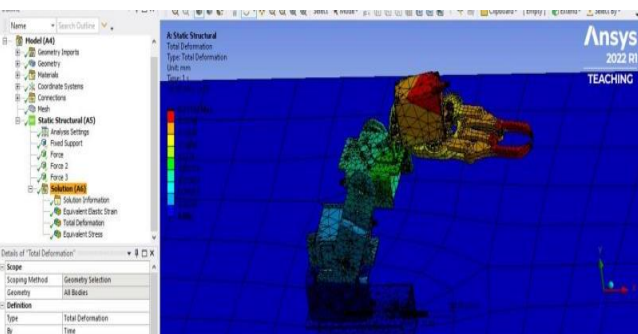 Name
Search Outline
Model (A4)
Geometry Imports
Geometry
Materials
Coordinate Systems
Connections
Mesh
Static Structural (A5)
Analysis Settings
Fixed Support
Force
Force 2
Force 3
Solution (A6)
Solution Information
Equivalent Elastic Strain
Total Deformation
Equivalent Stress
Details of "Total Deformation"
Scope
Scoping Method Geometry Selection
Geometry All Bodies
Definition
Type Total Deformation
By Time
Select
Clipboard
[Empty]
Extend
Select By
A: Static Structural
Total Deformation
Type: Total Deformation
Unit: mm
Time: 1 s
Ansys
2022 R1
TEACHING